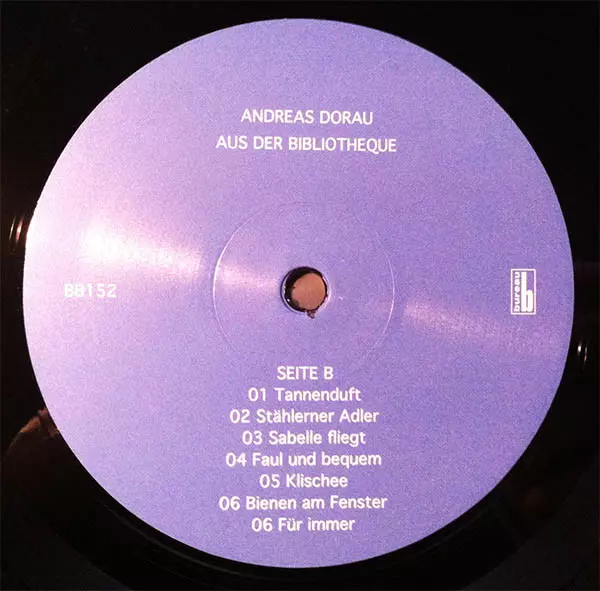 ANDREAS DORAU
AUS DER BIBLIOTHEQUE
BB152
bureau b
SEITE B
01 Tannenduft
02 Stählerner Adler
03 Sabelle fliegt
04 Faul und bequem
05 Klischee
06 Bienen am Fenster
06 Für immer